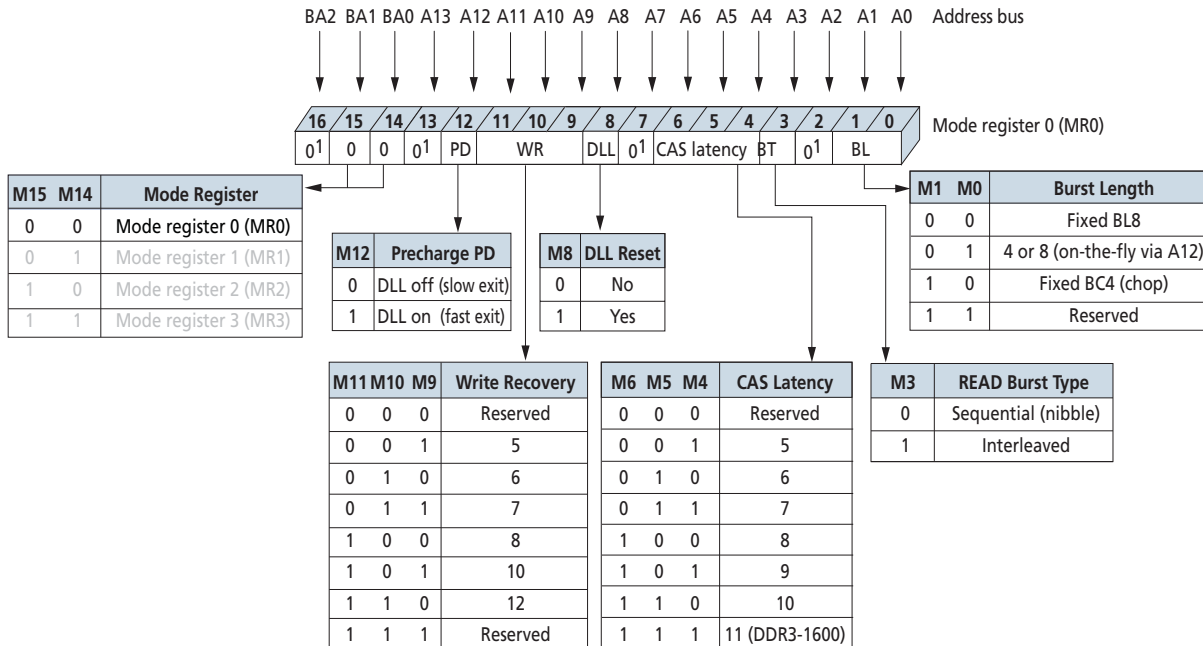 BA2 BA1 BA0 A13 A12 A11 A10 A9 A8 A7 A6 A5 A4 A3 A2 A1 A0 Address bus
16 15 14 13 12 11 10 9 8 7 6 5 4 3 2 1 0
Mode register 0 (MR0)
0¹ 0 0 0¹ PD WR DLL 0¹ CAS latency BT 0¹ BL
M15 M14 Mode Register
0 0 Mode register 0 (MR0)
0 1 Mode register 1 (MR1)
1 0 Mode register 2 (MR2)
1 1 Mode register 3 (MR3)
M12 Precharge PD
0 DLL off (slow exit)
1 DLL on (fast exit)
M8 DLL Reset
0 No
1 Yes
M1 M0 Burst Length
0 0 Fixed BL8
0 1 4 or 8 (on-the-fly via A12)
1 0 Fixed BC4 (chop)
1 1 Reserved
M11 M10 M9 Write Recovery
0 0 0 Reserved
0 0 1 5
0 1 0 6
0 1 1 7
1 0 0 8
1 0 1 10
1 1 0 12
1 1 1 Reserved
M6 M5 M4 CAS Latency
0 0 0 Reserved
0 0 1 5
0 1 0 6
0 1 1 7
1 0 0 8
1 0 1 9
1 1 0 10
1 1 1 11 (DDR3-1600)
M3 READ Burst Type
0 Sequential (nibble)
1 Interleaved